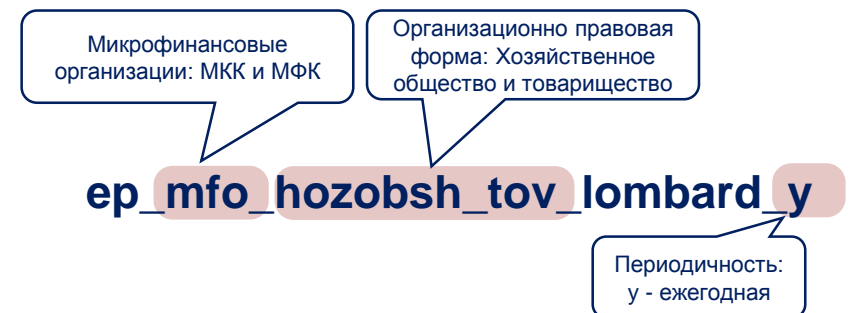 Микрофинансовые
организации: МКК и МФК
Организационно правовая
форма: Хозяйственное
общество и товарищество
ep_mfo_hozobsh_tov_lombard_y
Периодичность:
y - ежегодная